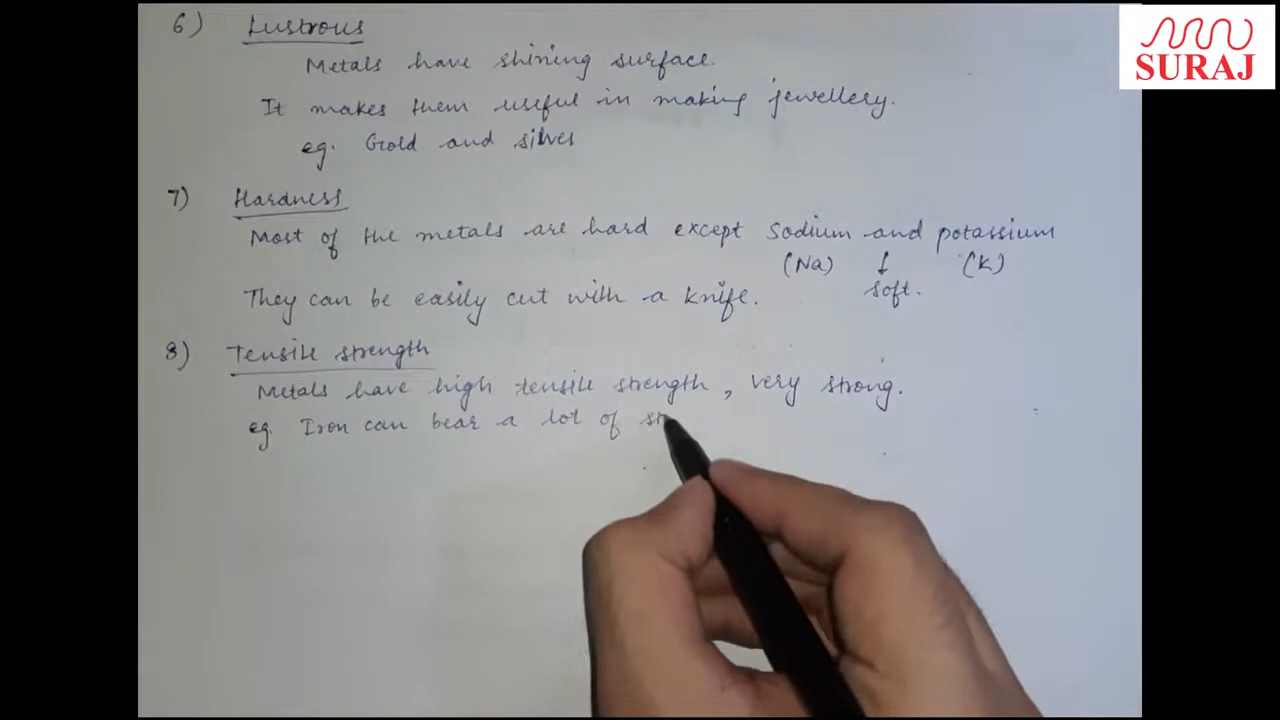 6) Lustrous
Metals have shining surface.
It makes them useful in making jewellery.
eg. Gold and silver
7) Hardness
Most of the metals are hard except sodium and potassium
(Na) ↓ (K)
soft.
They can be easily cut with a knife.
8) Tensile strength
Metals have high tensile strength, very strong.
eg. Iron can bear a lot of
SURAJ